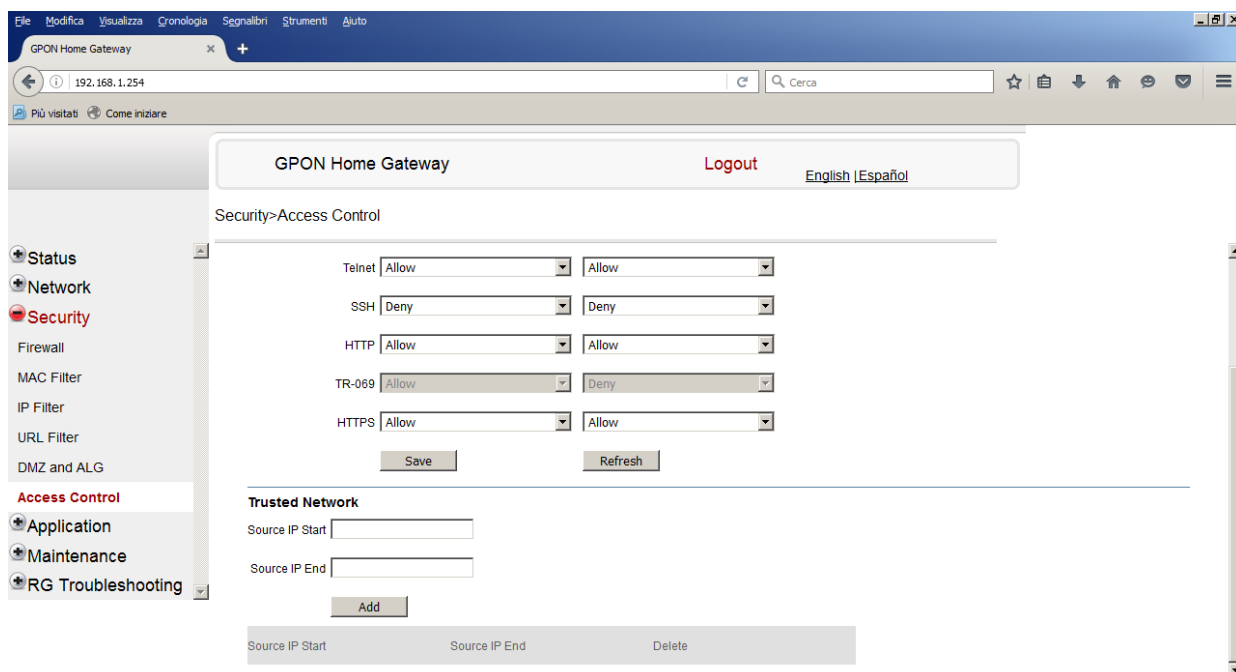 File Modifica Visualizza Cronologia Segnalibri Strumenti Aiuto
GPON Home Gateway
192.168.1.254
Cerca
Più visitati Come iniziare
GPON Home Gateway Logout English | Español
Security>Access Control
Status
Network
Security
Firewall
MAC Filter
IP Filter
URL Filter
DMZ and ALG
Access Control
Application
Maintenance
RG Troubleshooting
Telnet Allow Allow
SSH Deny Deny
HTTP Allow Allow
TR-069 Allow Deny
HTTPS Allow Allow
Save Refresh
Trusted Network
Source IP Start
Source IP End
Add
Source IP Start Source IP End Delete